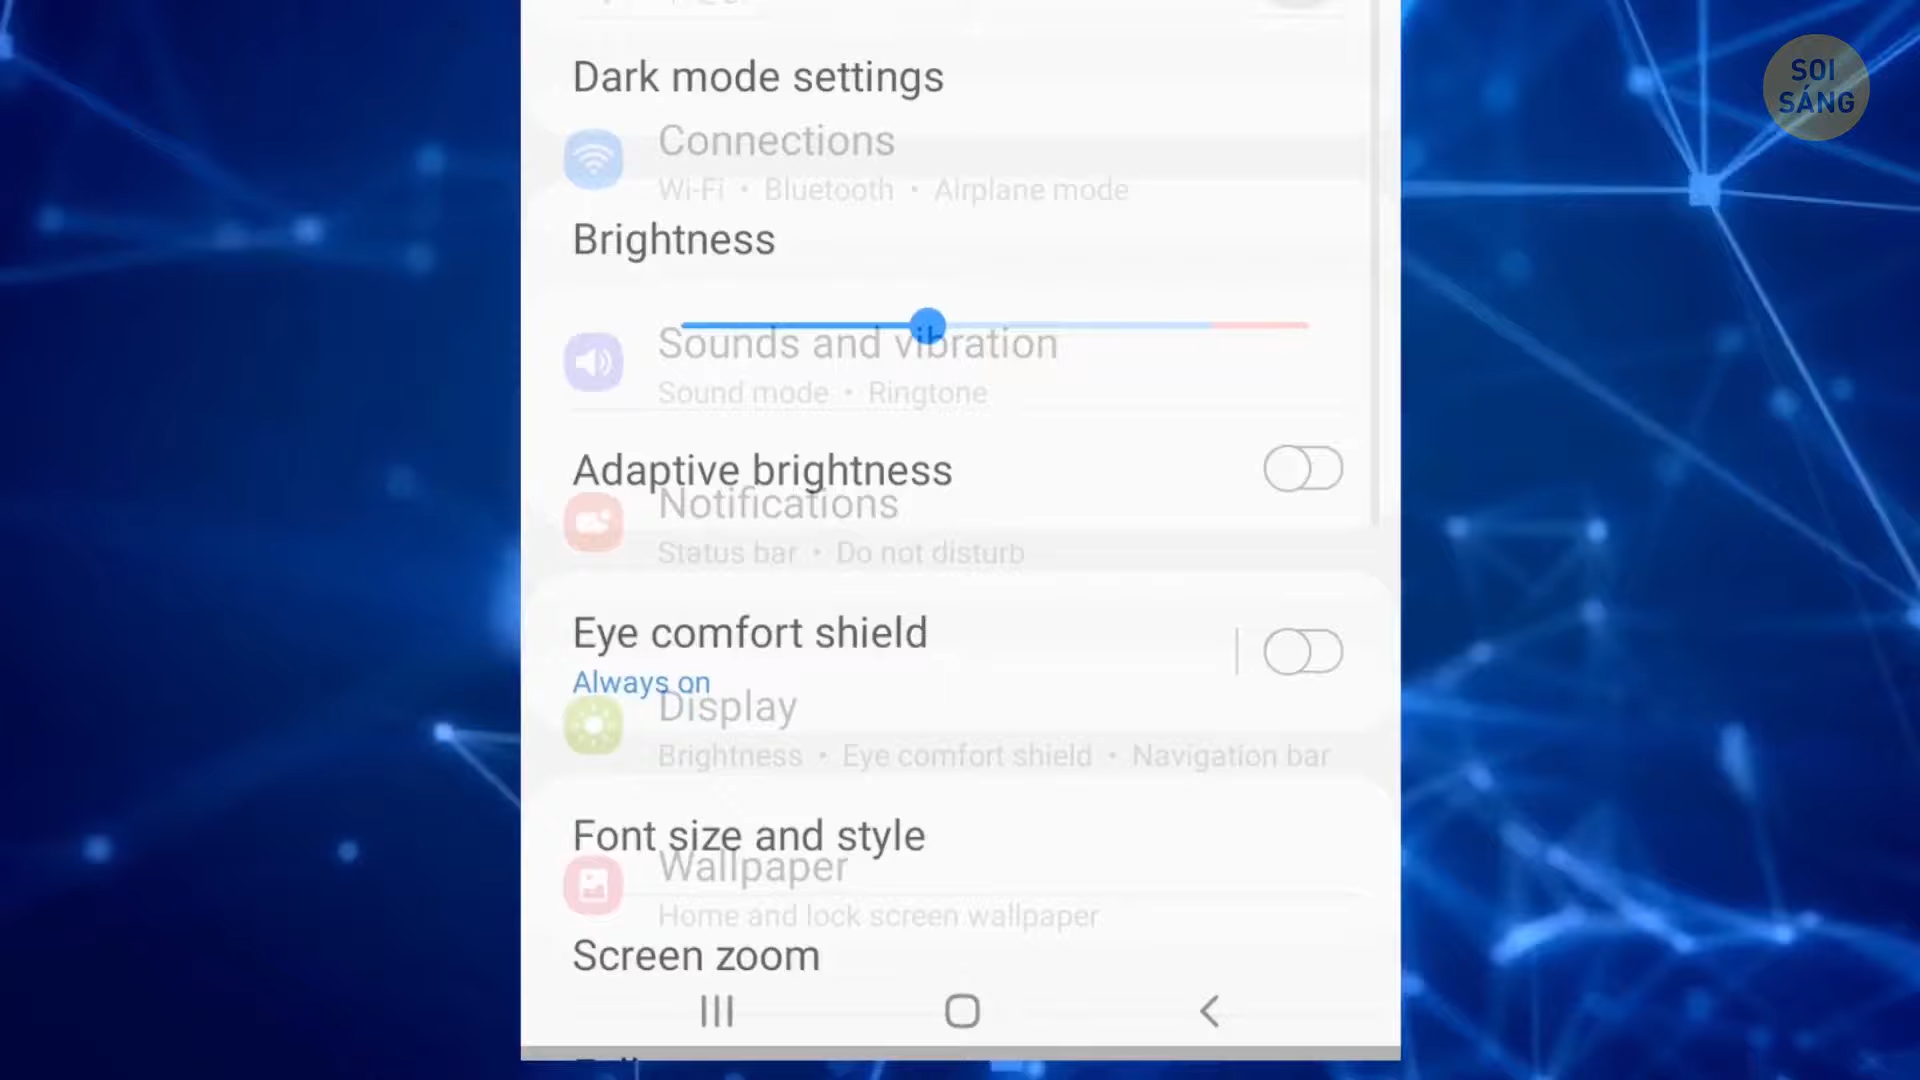 SOI
SÁNG
Dark mode settings
Connections
Wi-Fi • Bluetooth • Airplane mode
Brightness
Sounds and vibration
Sound mode • Ringtone
Adaptive brightness
Notifications
Status bar • Do not disturb
Eye comfort shield
Always on
Display
Brightness • Eye comfort shield • Navigation bar
Font size and style
Wallpaper
Home and lock screen wallpaper
Screen zoom